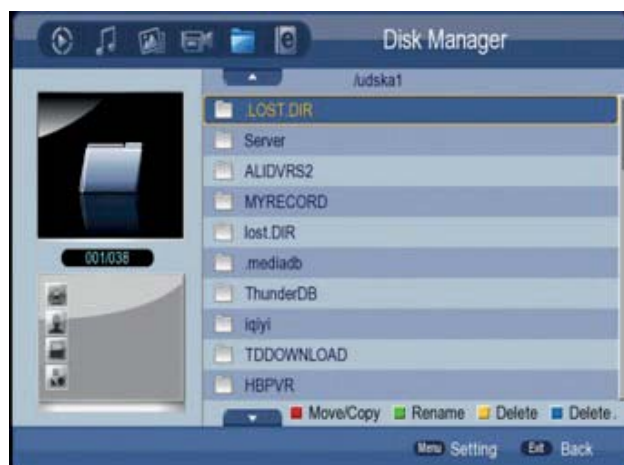 Disk Manager
/udska1
.LOST.DIR
Server
ALIDVRS2
MYRECORD
lost.DIR
.mediadb
ThunderDB
iqiyi
TDDOWNLOAD
HBPVR
001/038
Move/Copy Rename Delete Delete.
Menu Setting Exit Back